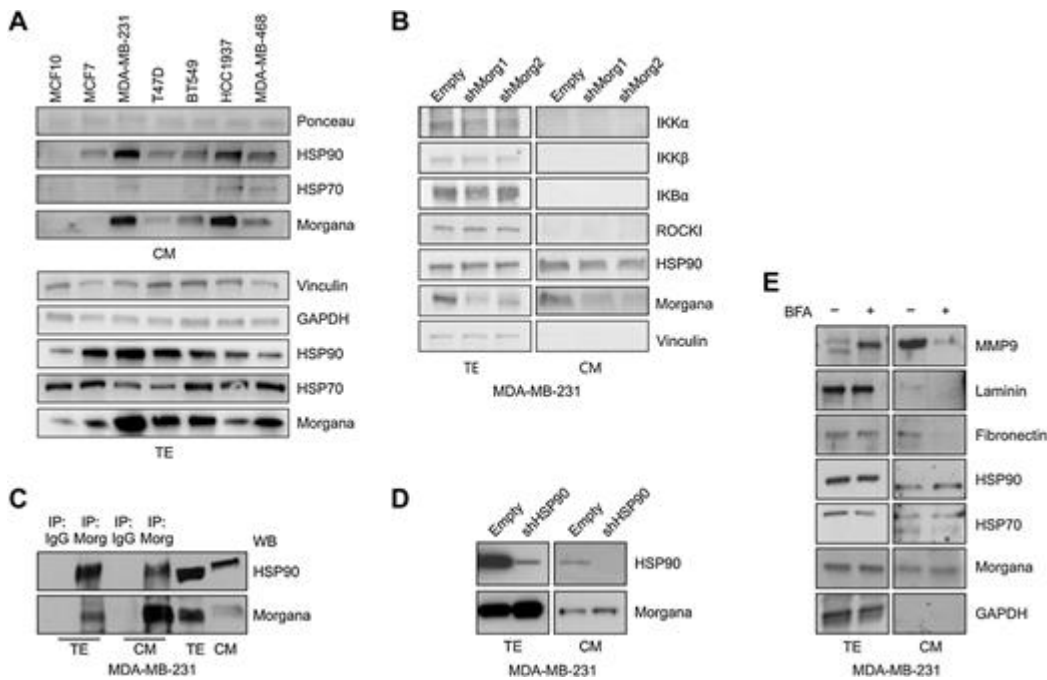 A
MCF10
MCF7
MDA-MB-231
T47D
BT549
HCC1937
MDA-MB-468
Ponceau
HSP90
HSP70
Morgana
CM
Vinculin
GAPDH
HSP90
HSP70
Morgana
TE
B
Empty shMorg1 shMorg2 Empty shMorg1 shMorg2
IKKα
IKKβ
IKBα
ROCKI
HSP90
Morgana
Vinculin
TE CM
MDA-MB-231
C
IP: IP: IP: IP:
IgG Morg IgG Morg WB
HSP90
Morgana
TE CM TE CM
MDA-MB-231
D
Empty shHSP90 Empty shHSP90
HSP90
Morgana
TE CM
MDA-MB-231
E
BFA − + − +
MMP9
Laminin
Fibronectin
HSP90
HSP70
Morgana
GAPDH
TE CM
MDA-MB-231